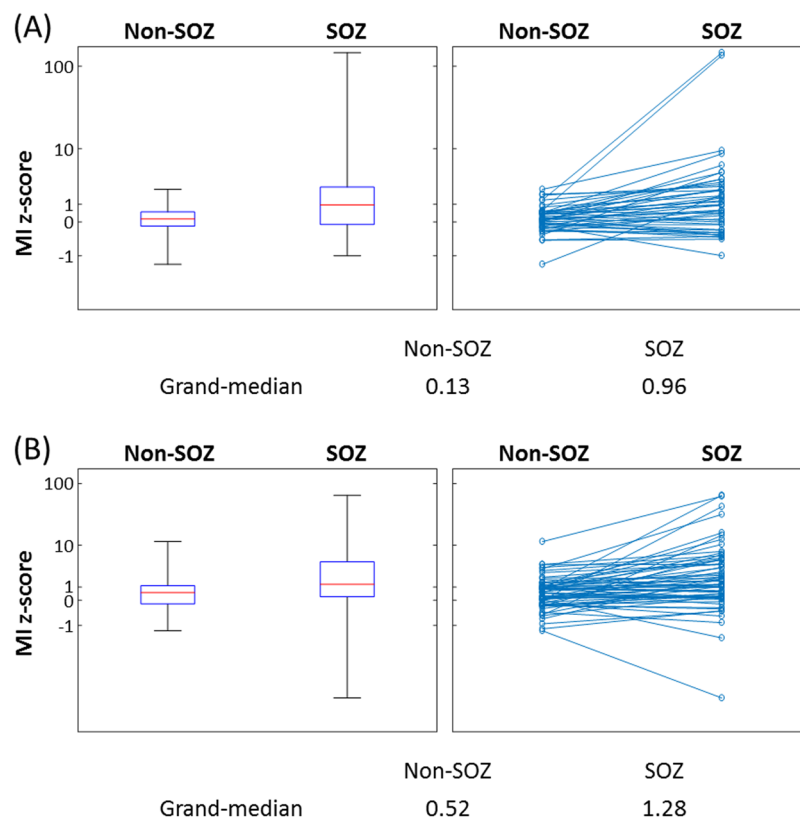 (A)
Non-SOZ SOZ Non-SOZ SOZ
100
10
1
0
-1
MI z-score
Non-SOZ SOZ
Grand-median 0.13 0.96
(B)
Non-SOZ SOZ Non-SOZ SOZ
100
10
1
0
-1
MI z-score
Non-SOZ SOZ
Grand-median 0.52 1.28